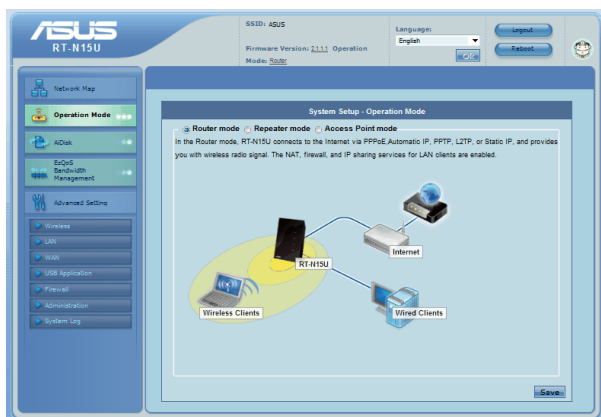 ASUS
RT-N15U
SSID: ASUS
Firmware Version: 2.1.1.1 Operation
Mode: Router
Language:
English
Logout
Reboot
Network Map
Operation Mode
AiDisk
EzQoS
Bandwidth
Management
Advanced Setting
Wireless
LAN
WAN
USB Application
Firewall
Administration
System Log
System Setup - Operation Mode
Router mode Repeater mode Access Point mode
In the Router mode, RT-N15U connects to the Internet via PPPoE,Automatic IP, PPTP, L2TP, or Static IP, and provides
you with wireless radio signal. The NAT, firewall, and IP sharing services for LAN clients are enabled.
Internet
RT-N15U
Wireless Clients
Wired Clients
Save